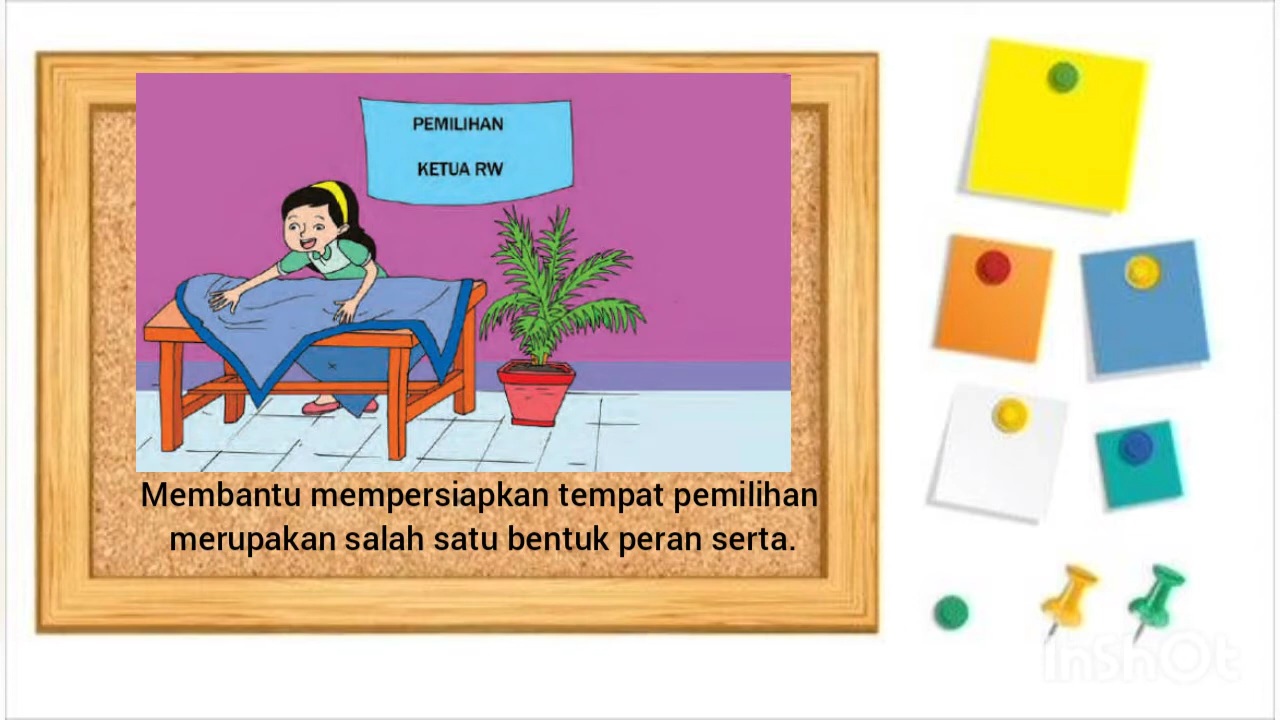 PEMILIHAN
KETUA RW
Membantu mempersiapkan tempat pemilihan
merupakan salah satu bentuk peran serta.
InShOt